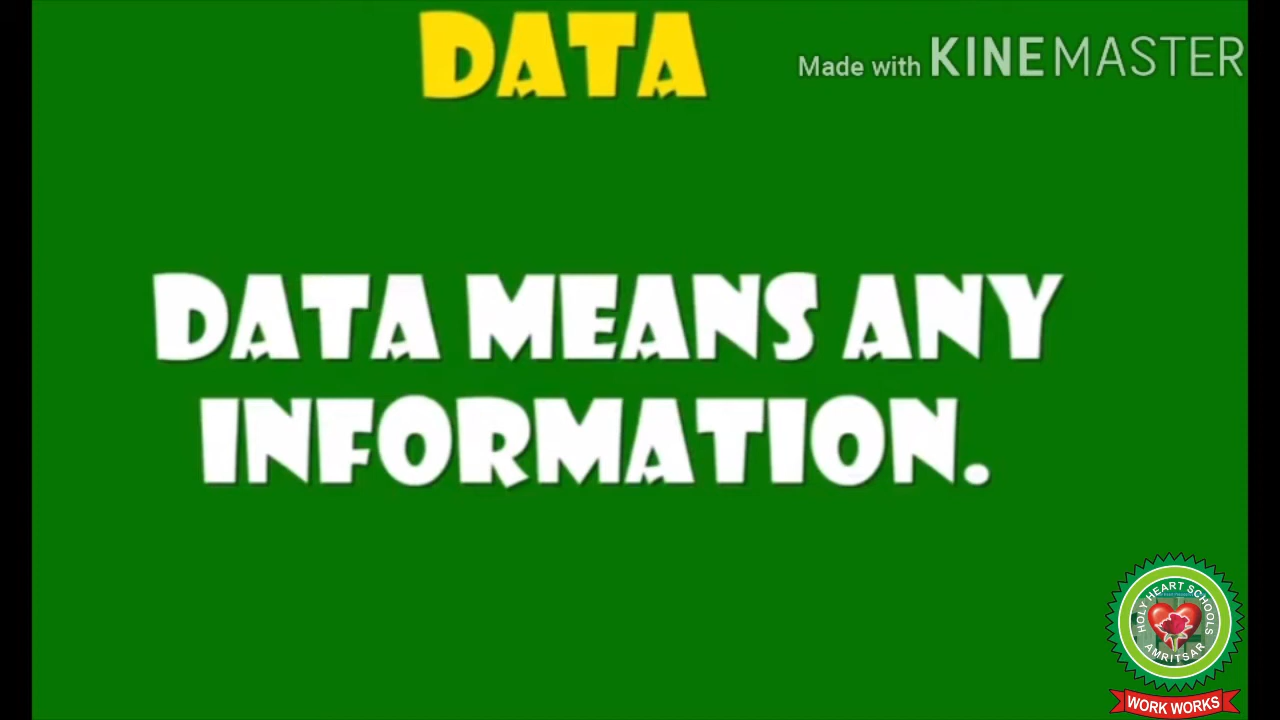 DATA
Made with KINEMASTER
DATA MEANS ANY
INFORMATION.
HOLY HEART SCHOOLS
AMRITSAR
WORK WORKS